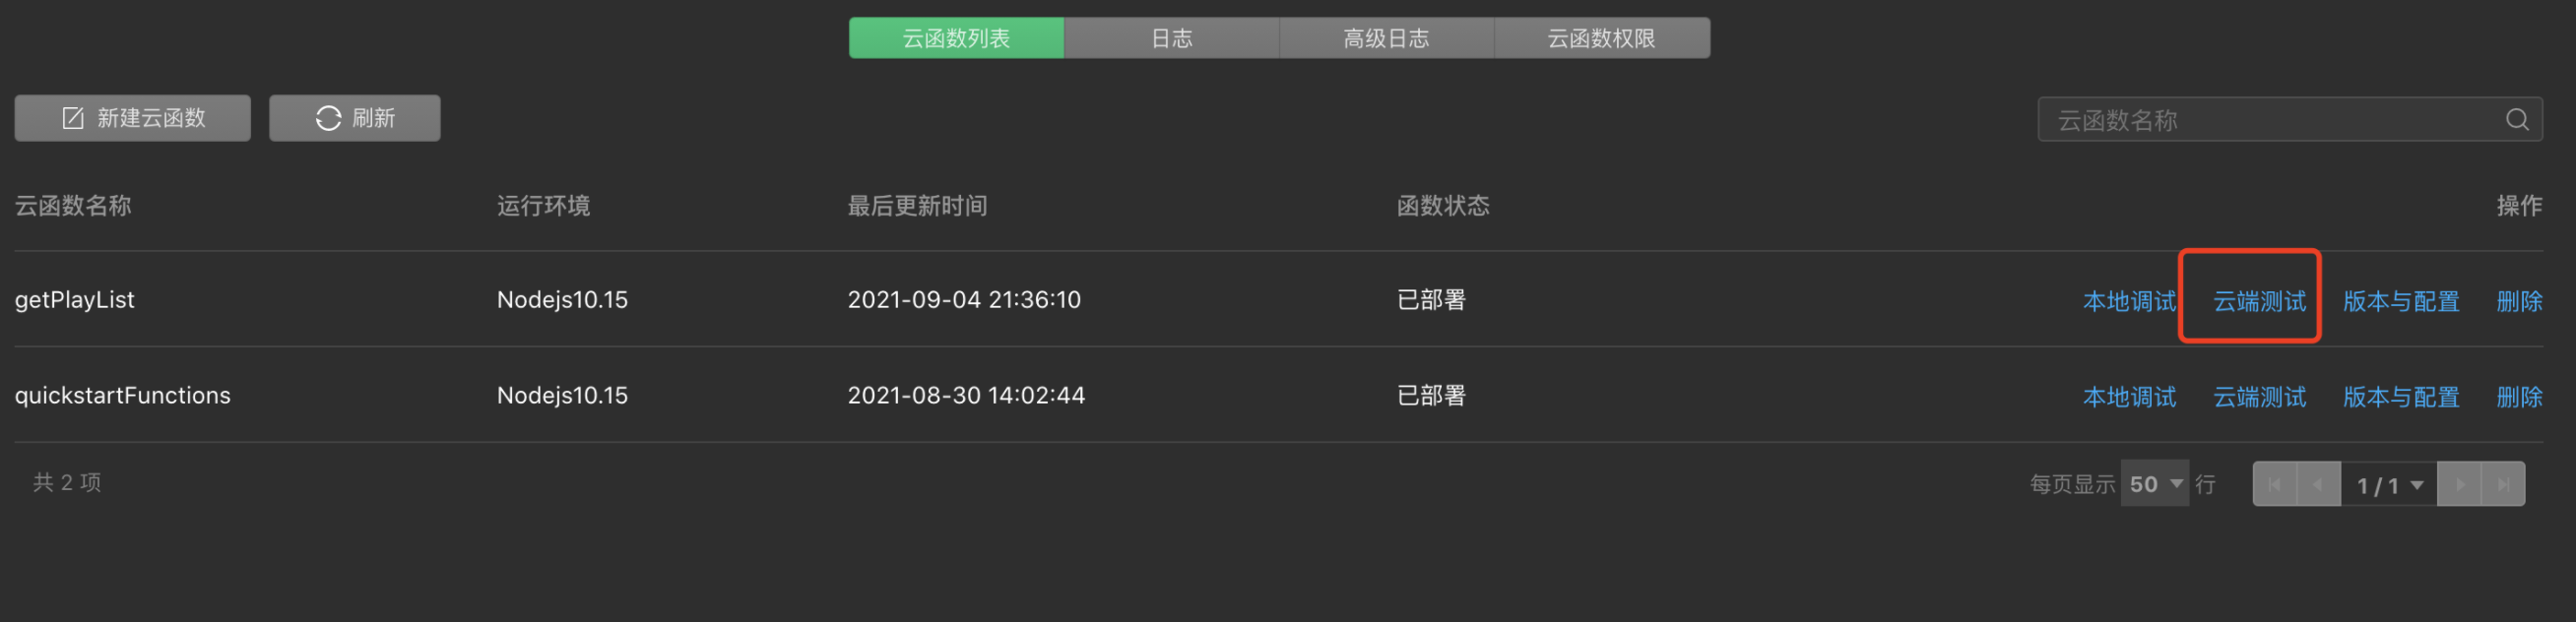 云函数列表 日志 高级日志 云函数权限
新建云函数 刷新 云函数名称
云函数名称 运行环境 最后更新时间 函数状态 操作
getPlayList Nodejs10.15 2021-09-04 21:36:10 已部署 本地调试 云端测试 版本与配置 删除
quickstartFunctions Nodejs10.15 2021-08-30 14:02:44 已部署 本地调试 云端测试 版本与配置 删除
共 2 项 每页显示 50 行 1 / 1